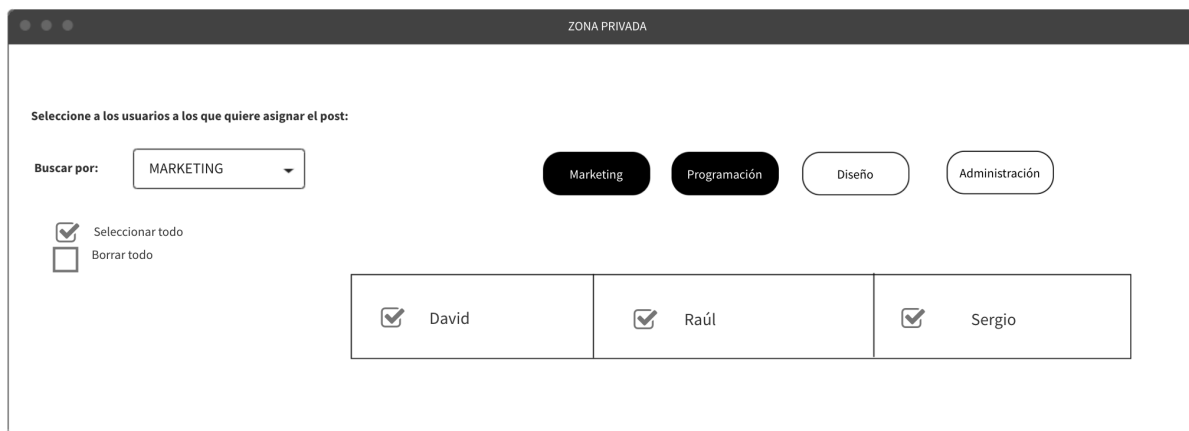 ZONA PRIVADA
Seleccione a los usuarios a los que quiere asignar el post:
Buscar por:
MARKETING
Marketing
Programación
Diseño
Administración
Seleccionar todo
Borrar todo
David
Raúl
Sergio